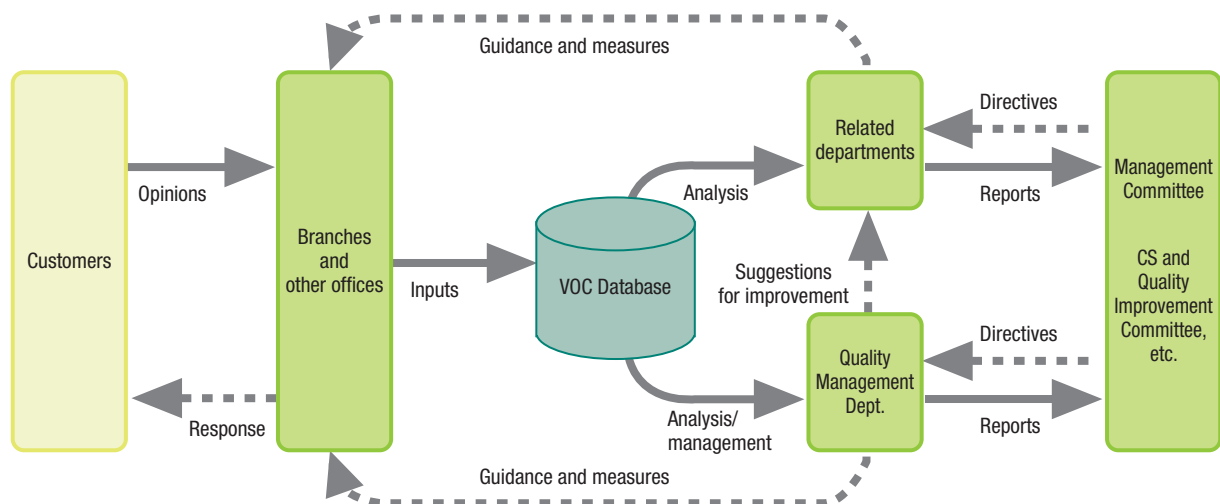 Guidance and measures
Customers
Opinions
Response
Branches
and
other offices
Inputs
VOC Database
Analysis
Analysis/
management
Related
departments
Suggestions
for improvement
Quality
Management
Dept.
Directives
Reports
Directives
Reports
Management
Committee
CS and
Quality
Improvement
Committee,
etc.
Guidance and measures